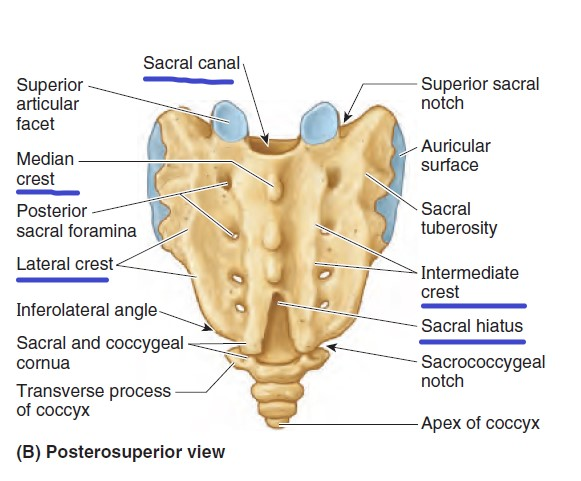 Sacral canal
Superior
articular
facet
Median
crest
Posterior
sacral foramina
Lateral crest
Inferolateral angle
Sacral and coccygeal
cornua
Transverse process
of coccyx
Superior sacral
notch
Auricular
surface
Sacral
tuberosity
Intermediate
crest
Sacral hiatus
Sacrococcygeal
notch
Apex of coccyx
(B) Posterosuperior view